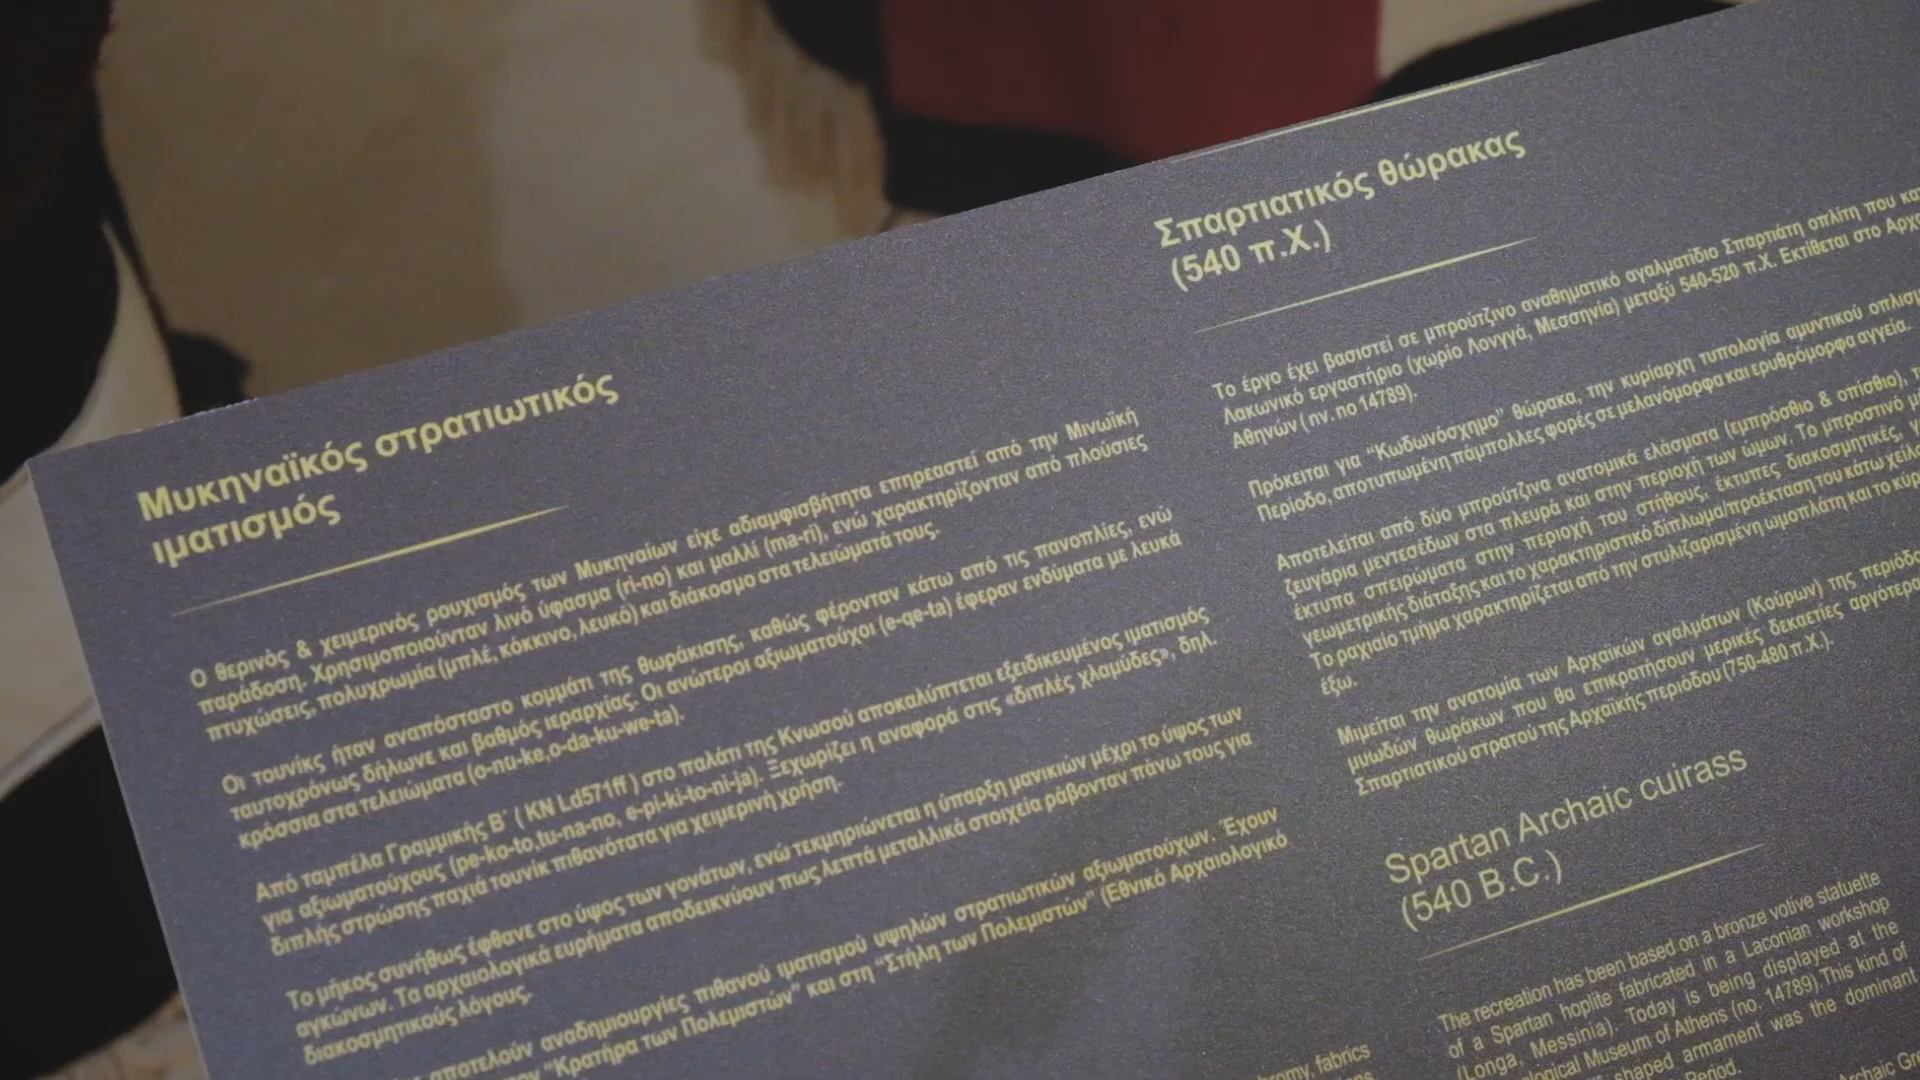 Μυκηναϊκός στρατιωτικός
ιματισμός
Ο θερινός & χειμερινός ρουχισμός των Μυκηναίων είχε αδιαμφισβήτητα επηρεαστεί από την Μινωϊκή
παράδοση. Χρησιμοποιούνταν λινό ύφασμα (ri-no) και μαλλί (ma-ri), ενώ χαρακτηρίζονταν από πλούσιες
πτυχώσεις, πολυχρωμία (μπλέ, κόκκινο, λευκό) και διάκοσμο στα τελειώματά τους.
Οι τουνίκς ήταν αναπόσταστο κομμάτι της θωράκισης, καθώς φέρονταν κάτω από τις πανοπλίες, ενώ
ταυτοχρόνως δήλωνε και βαθμός ιεραρχίας. Οι ανώτεροι αξιωματούχοι (e-qe-ta) έφεραν ενδύματα με λευκά
κρόσσια στα τελειώματα (o-nu-ke,o-da-ku-we-ta).
Από ταμπέλα Γραμμικής Β΄ ( KN Ld571ff ) στο παλάτι της Κνωσού αποκαλύπτεται εξειδικευμένος ιματισμός
για αξιωματούχους (pe-ko-to,tu-na-no, e-pi-ki-to-ni-ja). Ξεχωρίζει η αναφορά στις «διπλές χλαμύδες», δηλ.
διπλής στρώσης παχιά τουνίκ πιθανότατα για χειμερινή χρήση.
Το μήκος συνήθως έφθανε στο ύψος των γονάτων, ενώ τεκμηριώνεται η ύπαρξη μανικιών μέχρι το ύψος των
αγκώνων. Τα αρχαιολογικά ευρήματα αποδεικνύουν πως λεπτά μεταλλικά στοιχεία ράβονταν πάνω τους για
διακοσμητικούς λόγους.
αποτελούν αναδημιουργίες πιθανού ιματισμού υψηλών στρατιωτικών αξιωματούχων. Έχουν
"Κρατήρα των Πολεμιστών" και στη "Στήλη των Πολεμιστών" (Εθνικό Αρχαιολογικό
fabrics
Σπαρτιατικός θώρακας
(540 π.Χ.)
Το έργο έχει βασιστεί σε μπρούτζινο αναθηματικό αγαλματίδιο Σπαρτιάτη οπλίτη που
Λακωνικό εργαστήριο (χωρίο Λογγά, Μεσσηνία) μεταξύ 540-520 π.Χ. Εκτίθεται στο
Αθηνών ( πν. no 14789).
Πρόκειται για "Κωδωνόσχημο" θώρακα, την κυρίαρχη τυπολογία αμυντικού
Περίοδο, αποτυπωμένη πάμπολλες φορές σε μελανόμορφα και ερυθρόμορφα αγγεία.
Αποτελείται από δύο μπρούτζινα ανατομικά ελάσματα (εμπρόσθιο & οπίσθιο),
ζευγάρια μεντεσέδων στα πλευρά και στην περιοχή των ώμων. Το μπροστινό
έκτυπα σπειρώματα στην περιοχή του στήθους, έκτυπες διακοσμητικές,
γεωμετρικής διάταξης και το χαρακτηριστικό δίπλωμα/προέκταση του κάτω
Το ραχιαίο τμήμα χαρακτηρίζεται από την στυλιζαρισμένη ωμοπλάτη και το
έξω.
Μιμείται την ανατομία των Αρχαϊκών αγαλμάτων (Κούρων) της
μυωδών θωράκων που θα επικρατήσουν μερικές δεκαετίες
Σπαρτιατικού στρατού της Αρχαϊκής περιόδου (750-480 π.Χ.).
Spartan Archaic cuirass
(540 B.C.)
The recreation has been based on a bronze votive statuette
of a Spartan hoplite fabricated in a Laconian workshop
(Longa, Messinia). Today is being displayed at the
Museum of Athens (no. 14789) This kind of
shaped armament was the dominant
Period.